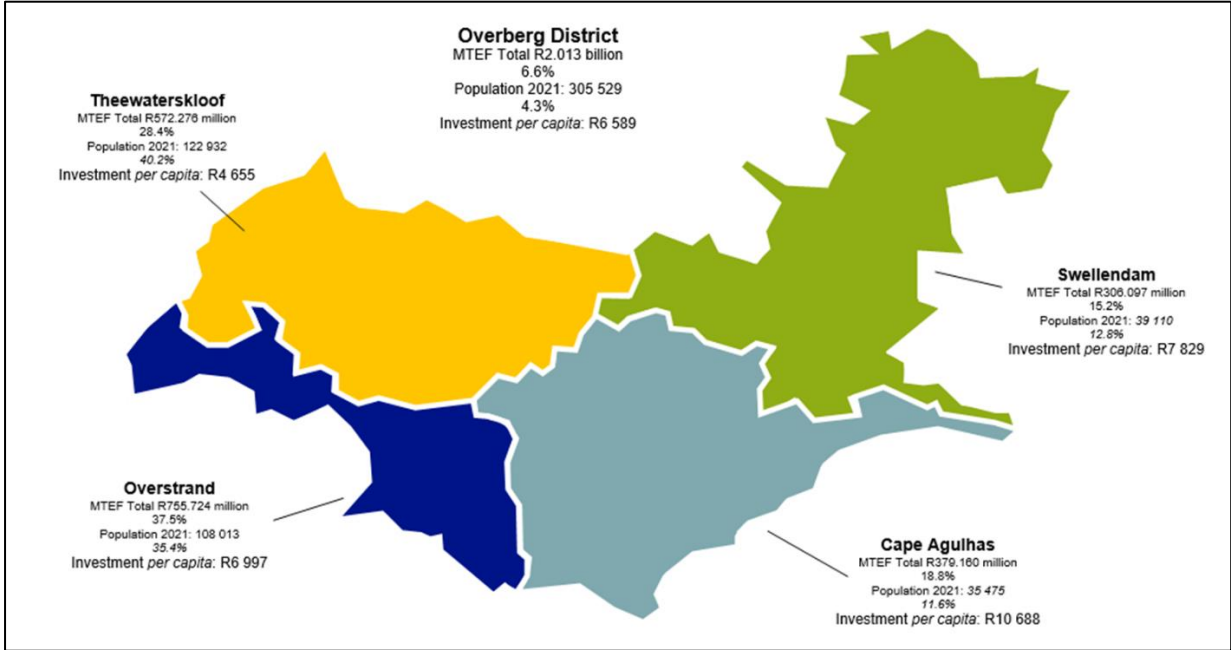 Overberg District
MTEF Total R2.013 billion
6.6%
Population 2021: 305 529
4.3%
Investment per capita: R6 589
Theewaterskloof
MTEF Total R572.276 million
28.4%
Population 2021: 122 932
40.2%
Investment per capita: R4 655
Swellendam
MTEF Total R306.097 million
15.2%
Population 2021: 39 110
12.8%
Investment per capita: R7 829
Overstrand
MTEF Total R755.724 million
37.5%
Population 2021: 108 013
35.4%
Investment per capita: R6 997
Cape Agulhas
MTEF Total R379.160 million
18.8%
Population 2021: 35 475
11.6%
Investment per capita: R10 688